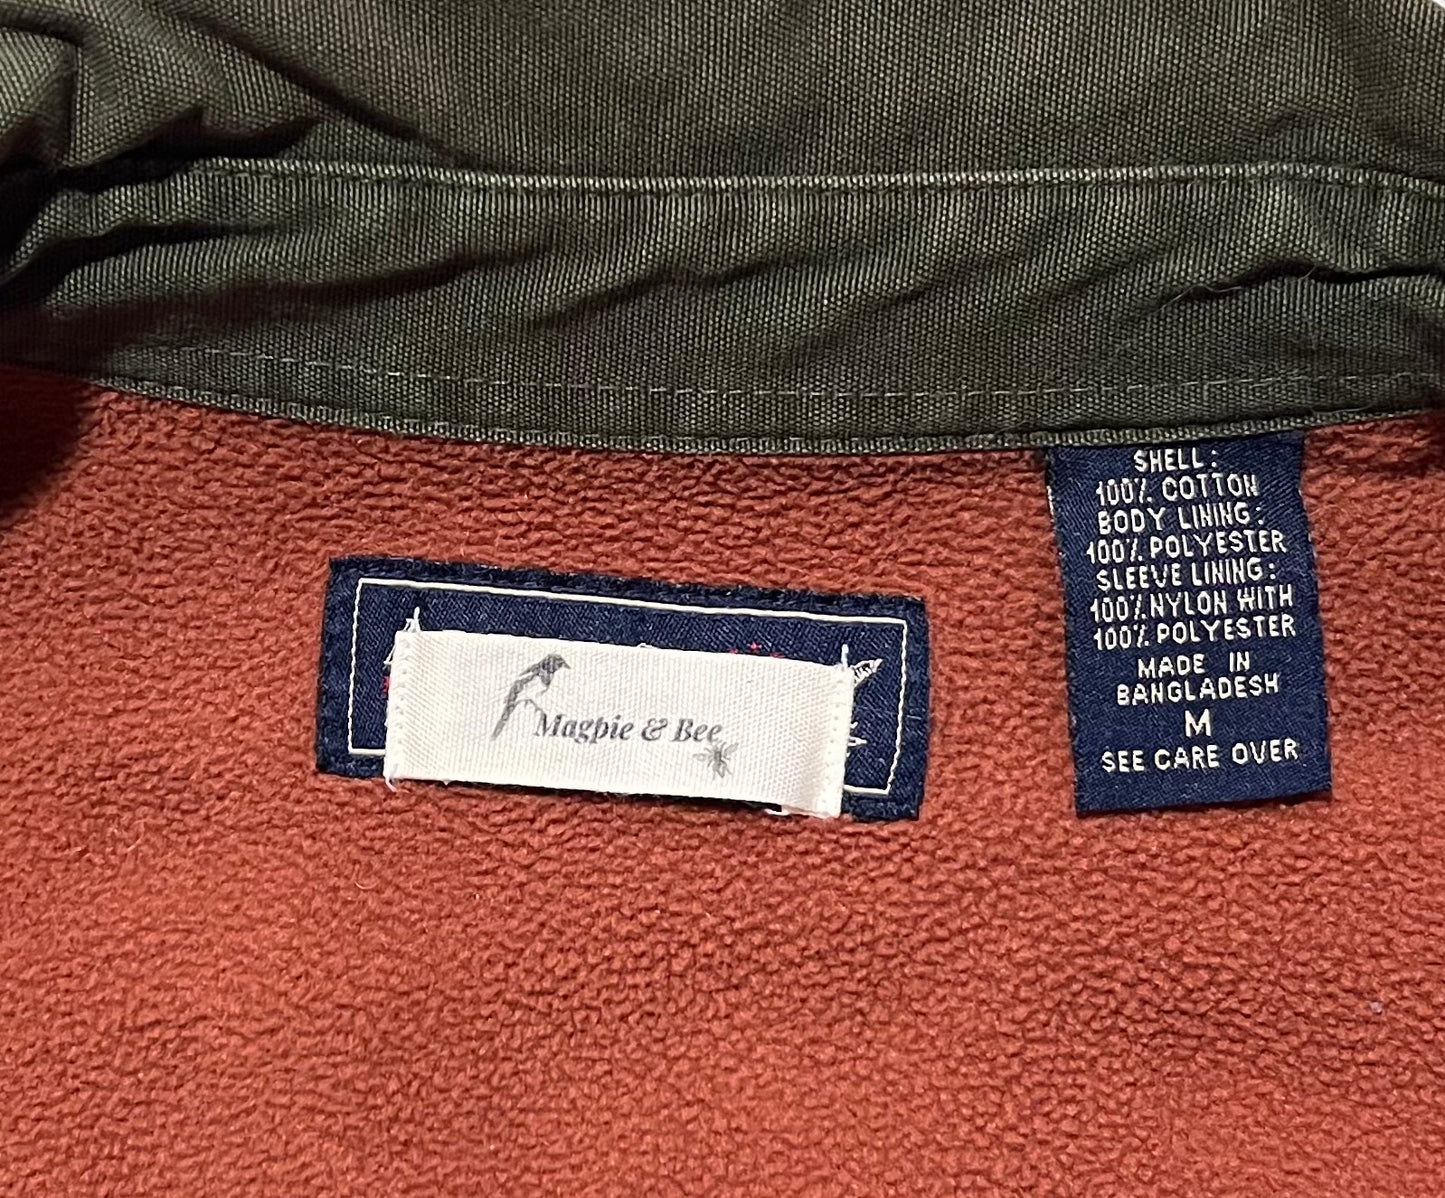 Magpie & Bee
SHELL:
100% COTTON
BODY LINING:
100% POLYESTER
SLEEVE LINING:
100% NYLON WITH
100% POLYESTER
MADE IN
BANGLADESH
M
SEE CARE OVER